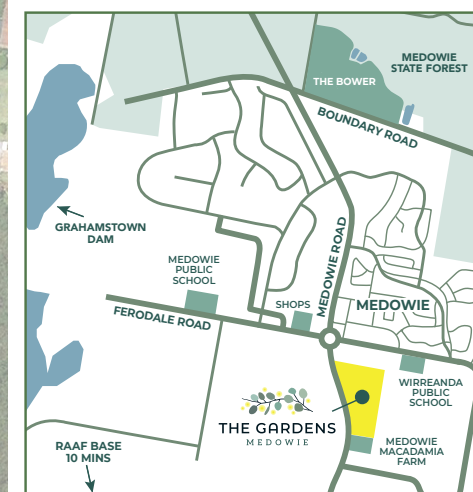 MEDOWIE
STATE FOREST
THE BOWER
BOUNDARY ROAD
GRAHAMSTOWN
DAM
MEDOWIE
PUBLIC
SCHOOL
SHOPS
MEDOWIE ROAD
MEDOWIE
FERODALE ROAD
WIRREANDA
PUBLIC
SCHOOL
THE GARDENS
MEDOWIE
MEDOWIE
MACADAMIA
FARM
RAAF BASE
10 MINS